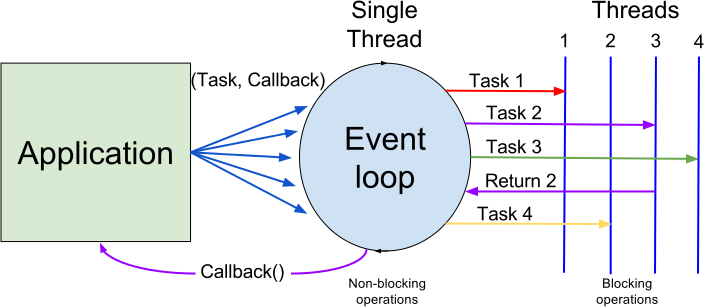 Single
Thread
Threads
1 2 3 4
(Task, Callback)
Task 1
Task 2
Application
Event
loop
Task 3
Return 2
Task 4
Callback()
Non-blocking
operations
Blocking
operations